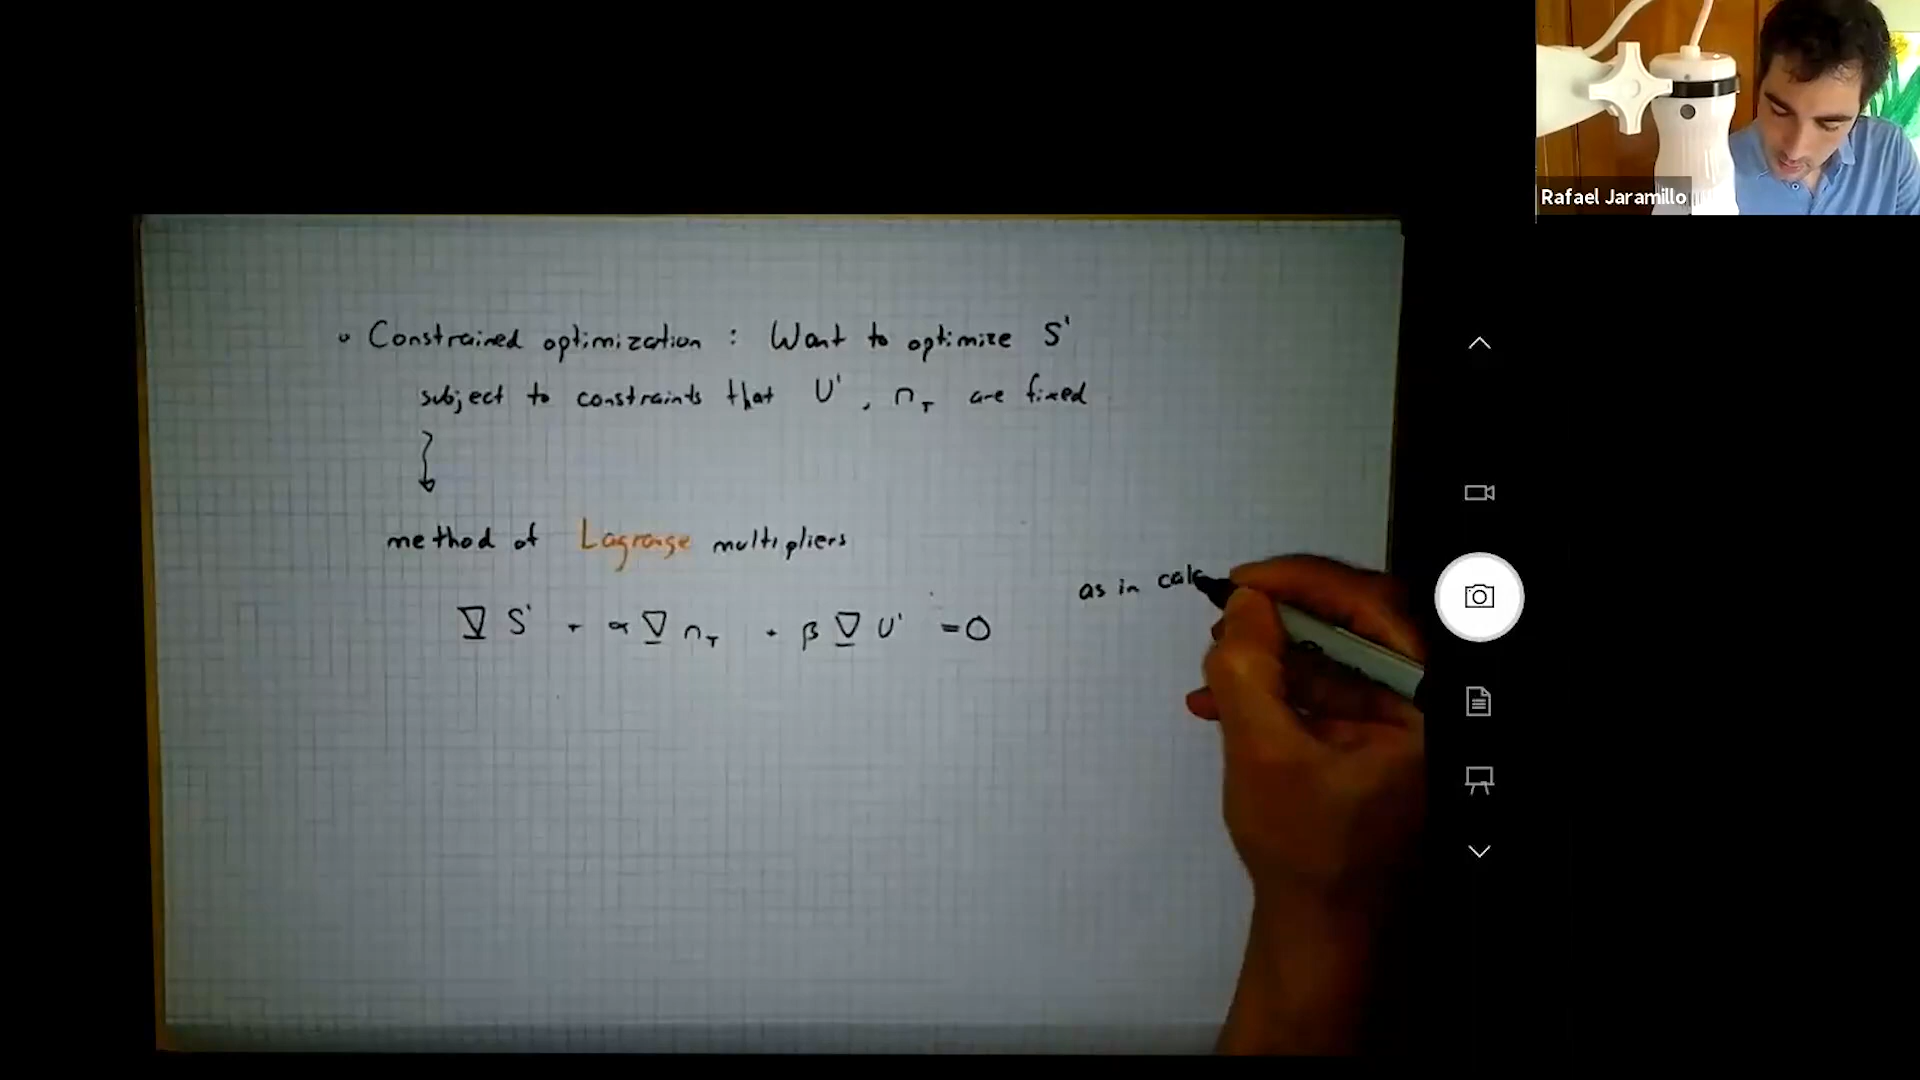 Rafael Jaramillo
◦ Constrained optimization : Want to optimize S'
subject to constraints that U' , n_T are fixed
method of Lagrange multipliers
as in calc
∇ S' + α ∇ n_T + β ∇ U' = 0